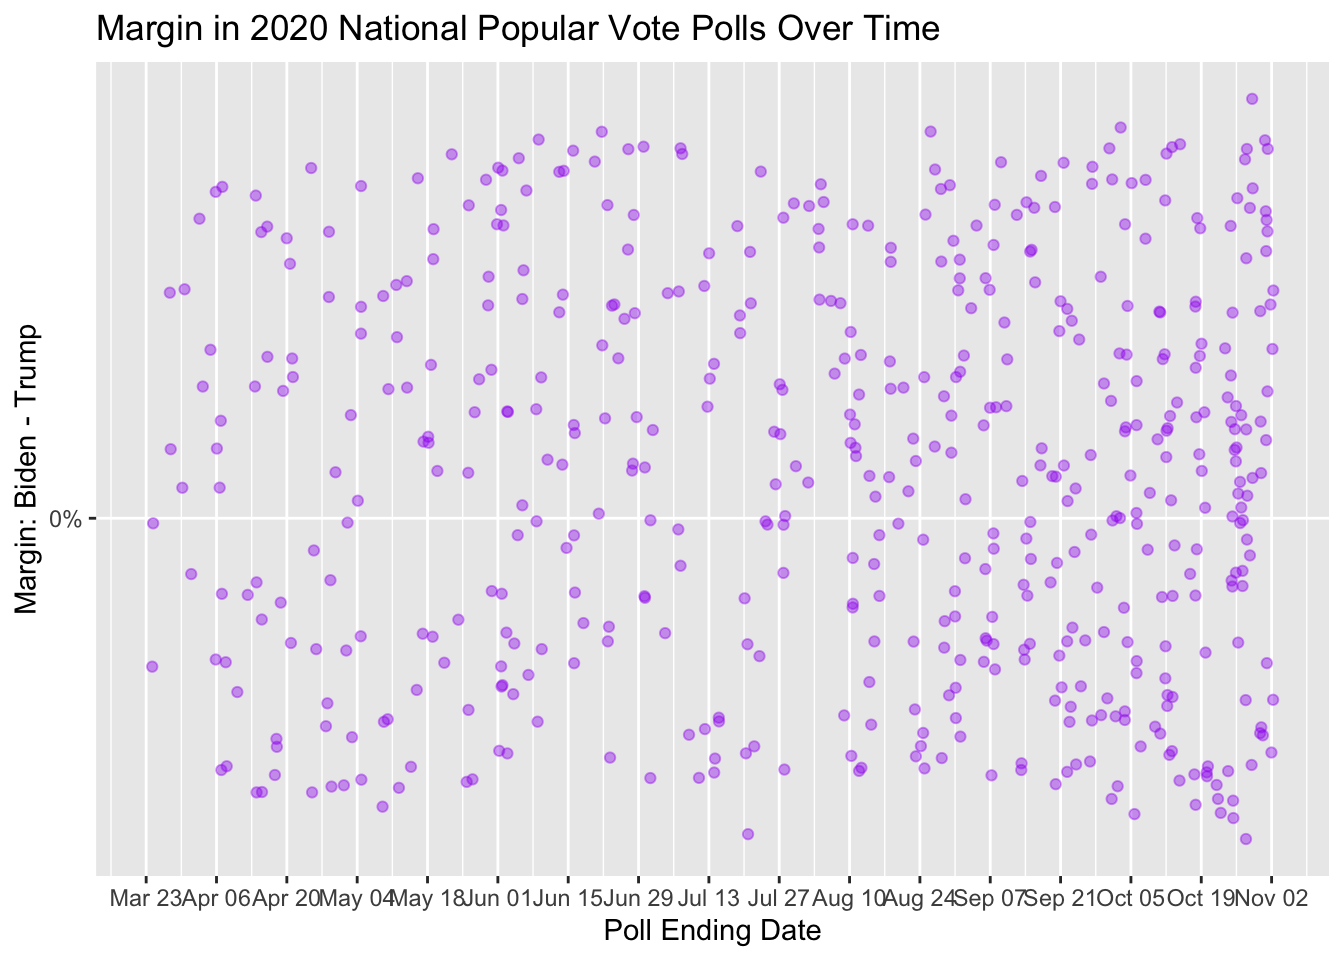 Margin in 2020 National Popular Vote Polls Over Time
Margin: Biden - Trump
0%
Mar 23 Apr 06 Apr 20 May 04 May 18 Jun 01 Jun 15 Jun 29 Jul 13 Jul 27 Aug 10 Aug 24 Sep 07 Sep 21 Oct 05 Oct 19 Nov 02
Poll Ending Date